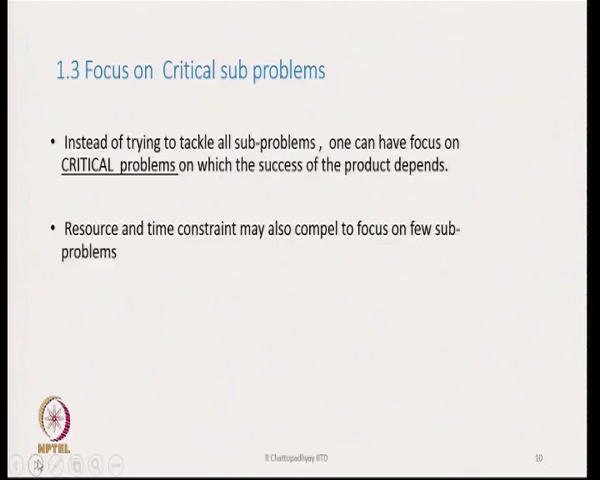 1.3 Focus on Critical sub problems
• Instead of trying to tackle all sub-problems , one can have focus on
CRITICAL problems on which the success of the product depends.
• Resource and time constraint may also compel to focus on few sub-
problems
NPTEL
R Chattopadhyay IITD
10